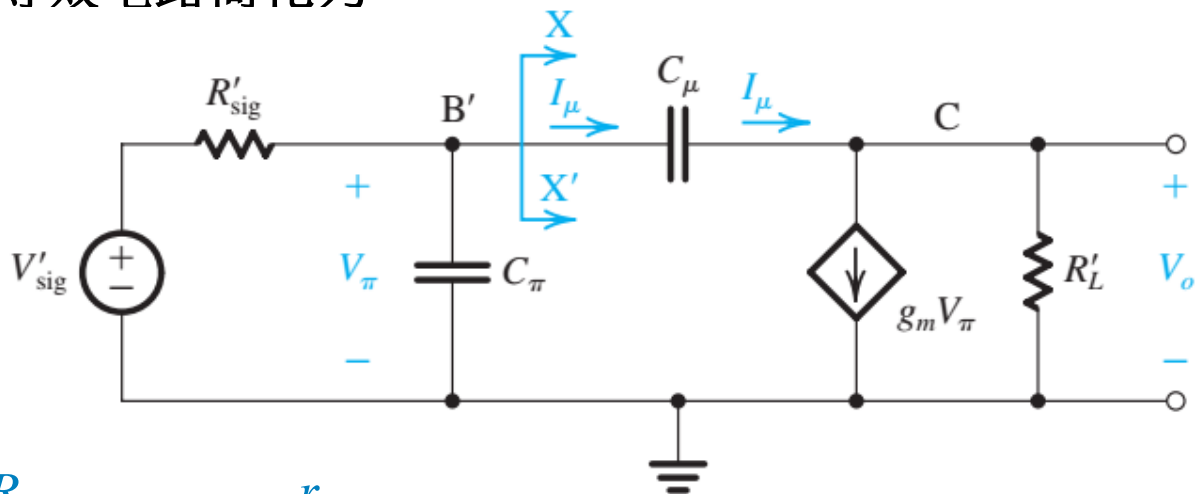 X
R′sig
B′
Iμ
Cμ
Iμ
C
X′
+
+
V′sig
+
−
Vπ
Cπ
gmVπ
R′L
Vo
−
−
R
r